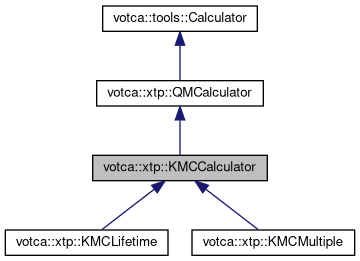 votca::tools::Calculator
votca::xtp::QMCalculator
votca::xtp::KMCCalculator
votca::xtp::KMCLifetime
votca::xtp::KMCMultiple